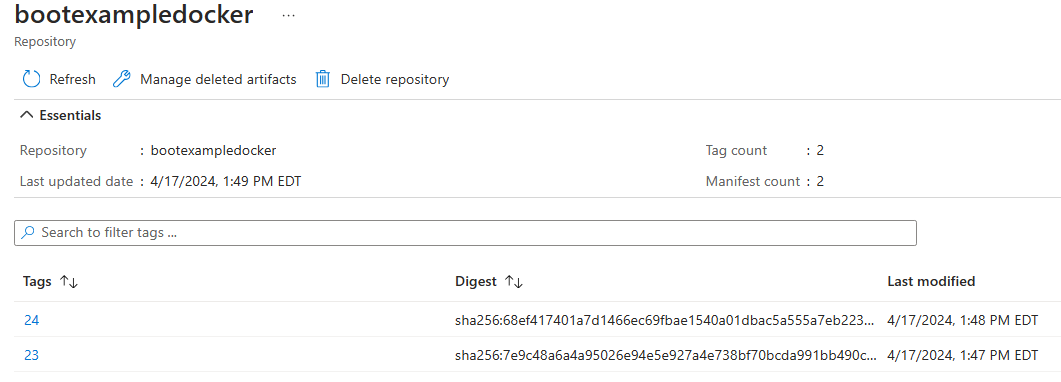 bootexampledocker ...
Repository
Refresh Manage deleted artifacts Delete repository
Essentials
Repository : bootexampledocker Tag count : 2
Last updated date : 4/17/2024, 1:49 PM EDT Manifest count : 2
Search to filter tags ...
Tags Digest Last modified
24 sha256:68ef417401a7d1466ec69fbae1540a01dbac5a555a7eb223... 4/17/2024, 1:48 PM EDT
23 sha256:7e9c48a6a4a95026e94e5e927a4e738bf70bcda991bb490c... 4/17/2024, 1:47 PM EDT